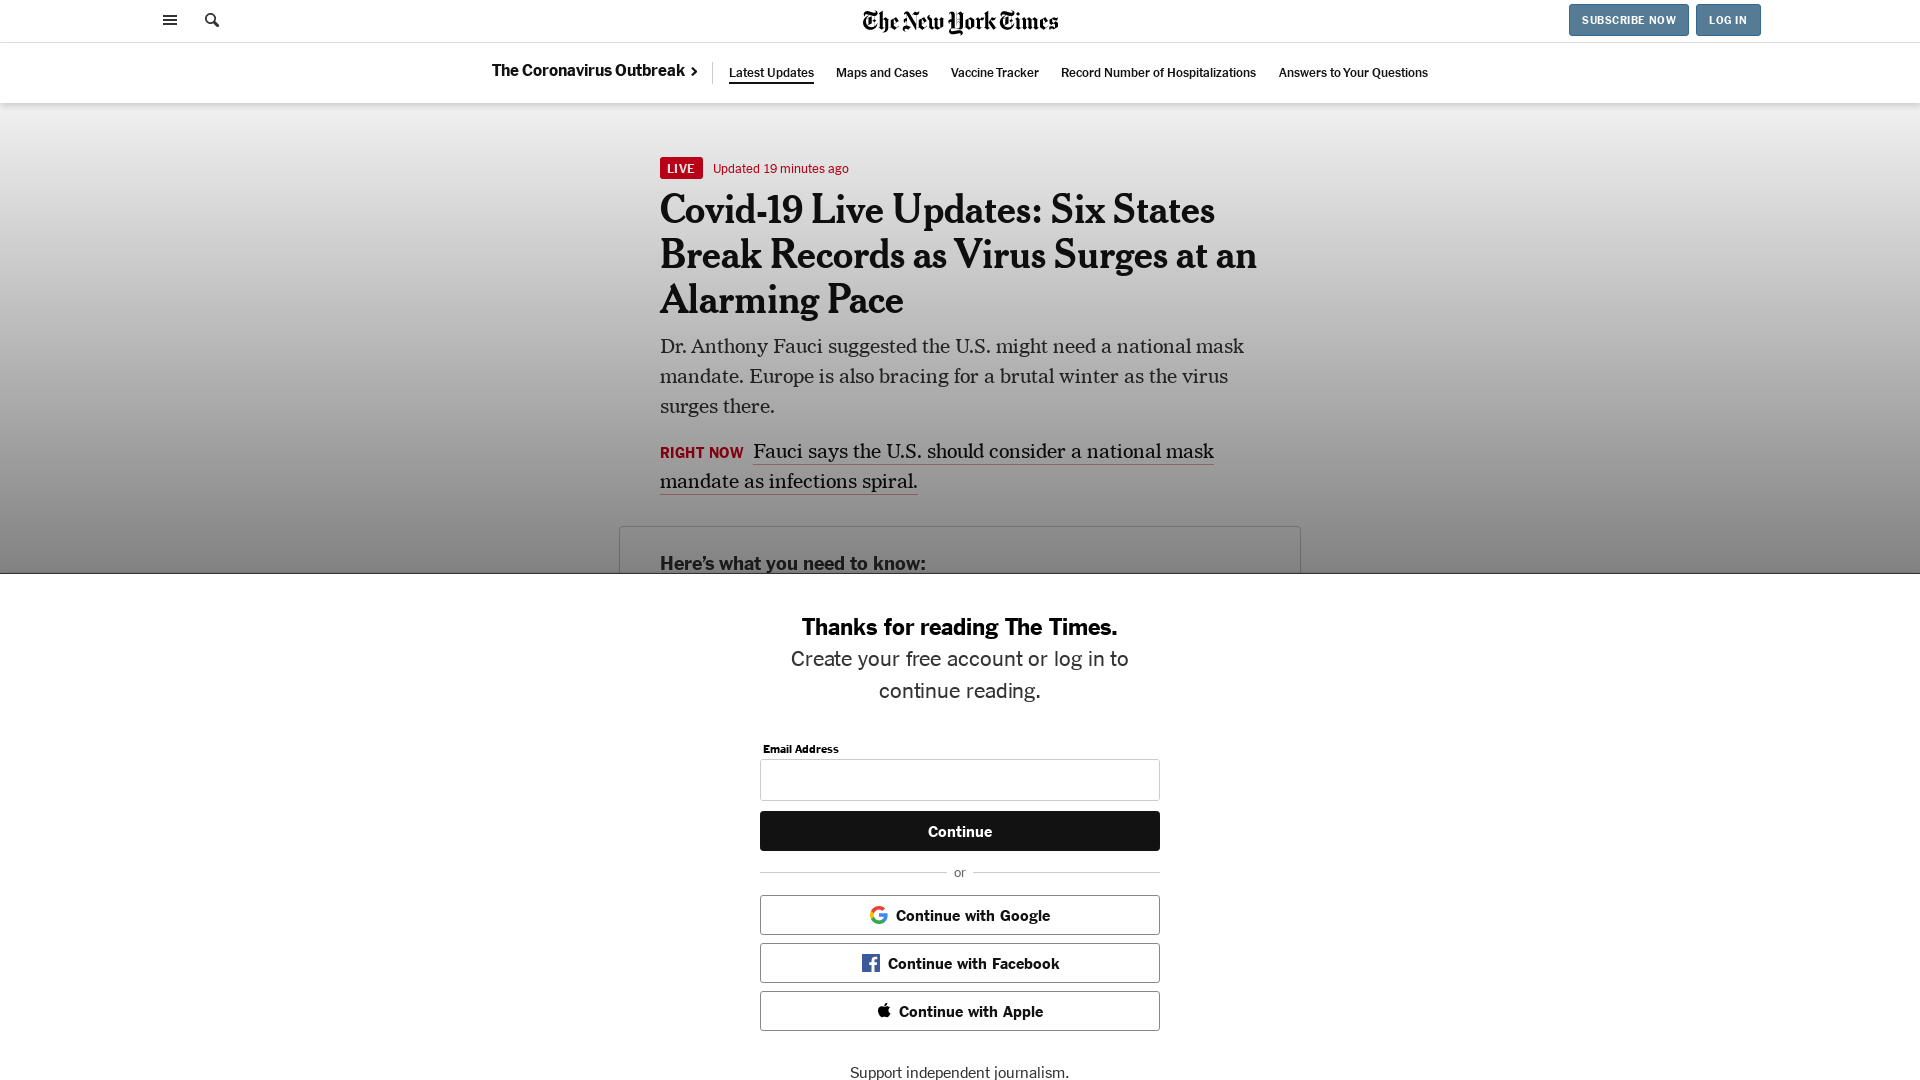 The New York Times
SUBSCRIBE NOW
LOG IN
The Coronavirus Outbreak
Latest Updates
Maps and Cases
Vaccine Tracker
Record Number of Hospitalizations
Answers to Your Questions
LIVE Updated 19 minutes ago
Covid-19 Live Updates: Six States
Break Records as Virus Surges at an
Alarming Pace
Dr. Anthony Fauci suggested the U.S. might need a national mask
mandate. Europe is also bracing for a brutal winter as the virus
surges there.
RIGHT NOW Fauci says the U.S. should consider a national mask
mandate as infections spiral.
Here’s what you need to know:
Thanks for reading The Times.
Create your free account or log in to
continue reading.
Email Address
Continue
or
Continue with Google
Continue with Facebook
Continue with Apple
Support independent journalism.